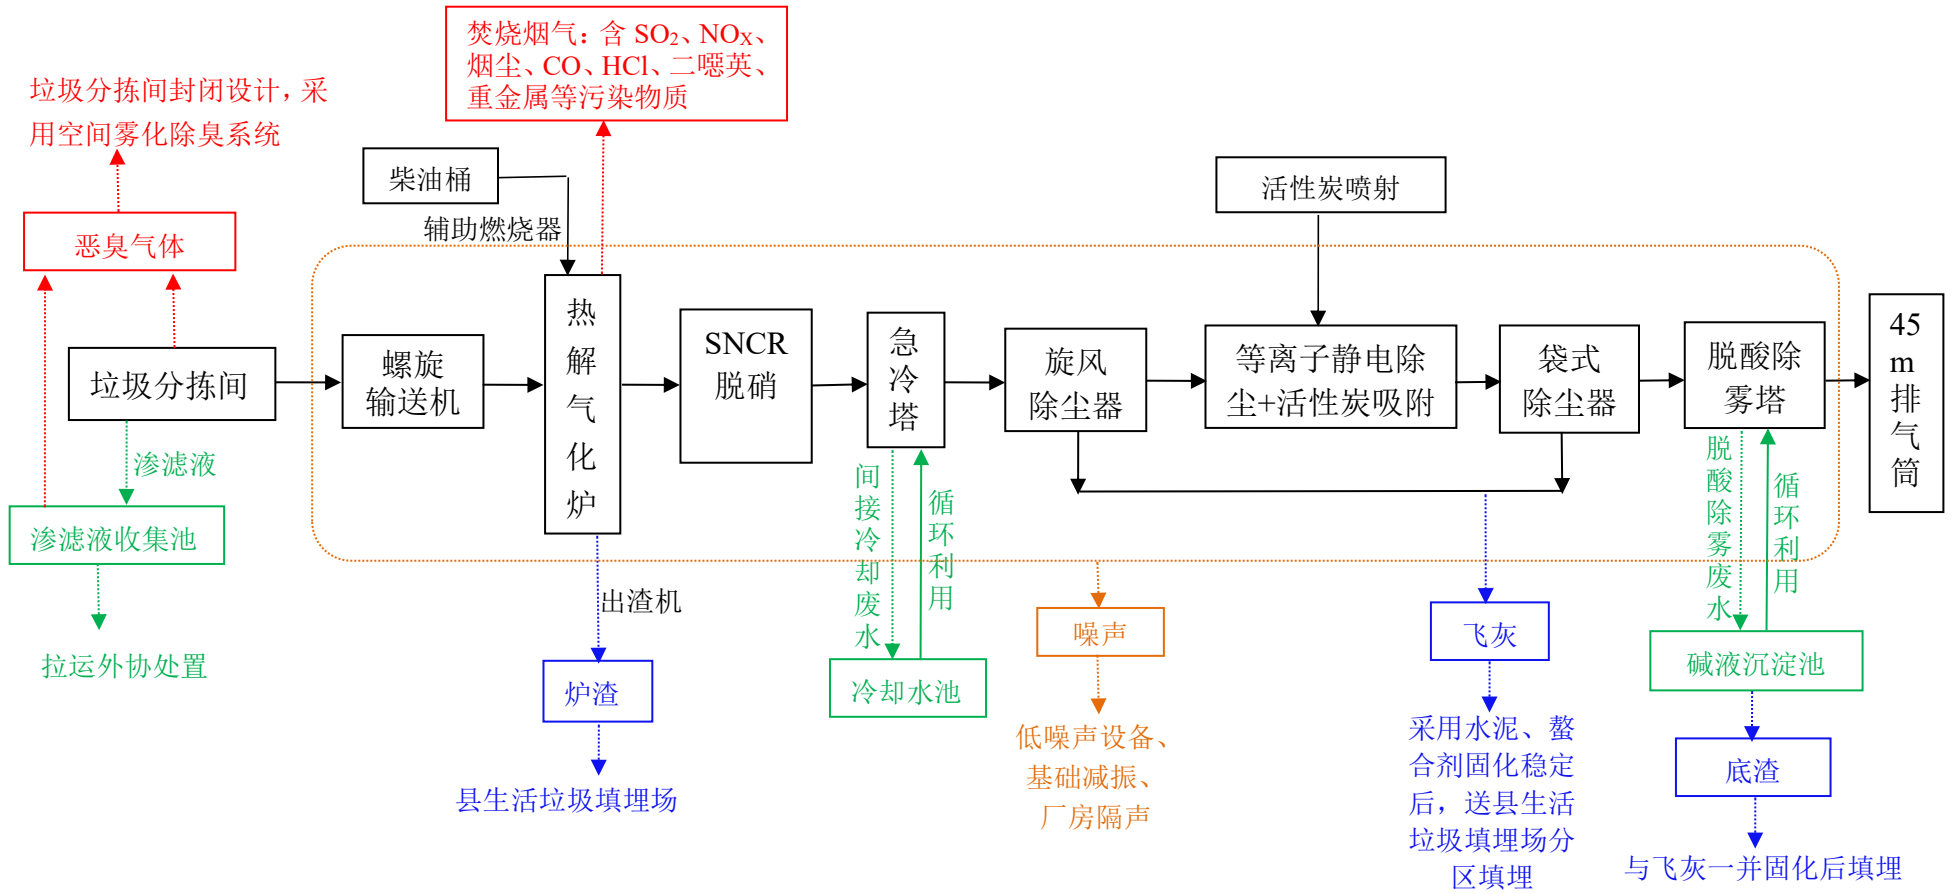 焚烧烟气：含 SO₂、NOₓ、
烟尘、CO、HCl、二噁英、
重金属等污染物质
垃圾分拣间封闭设计，采
用空间雾化除臭系统
柴油桶
辅助燃烧器
活性炭喷射
恶臭气体
垃圾分拣间
螺旋
输送机
热
解
气
化
炉
SNCR
脱硝
急
冷
塔
旋风
除尘器
等离子静电除
尘+活性炭吸附
袋式
除尘器
脱酸除
雾塔
45
m
排
气
筒
渗滤液
渗滤液收集池
拉运外协处置
出渣机
炉渣
县生活垃圾填埋场
间
接
冷
却
废
水
循
环
利
用
冷却水池
噪声
低噪声设备、
基础减振、
厂房隔声
飞灰
采用水泥、螯
合剂固化稳定
后，送县生活
垃圾填埋场分
区填埋
脱
酸
除
雾
废
水
循
环
利
用
碱液沉淀池
底渣
与飞灰一并固化后填埋